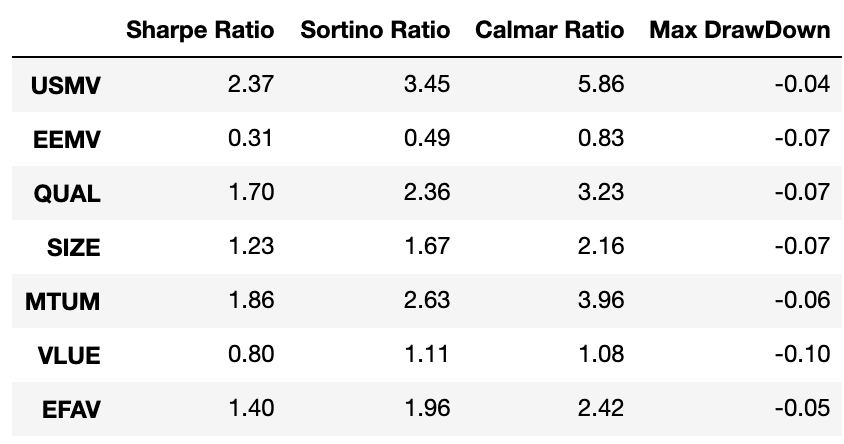 Sharpe Ratio Sortino Ratio Calmar Ratio Max DrawDown
USMV 2.37 3.45 5.86 -0.04
EEMV 0.31 0.49 0.83 -0.07
QUAL 1.70 2.36 3.23 -0.07
SIZE 1.23 1.67 2.16 -0.07
MTUM 1.86 2.63 3.96 -0.06
VLUE 0.80 1.11 1.08 -0.10
EFAV 1.40 1.96 2.42 -0.05